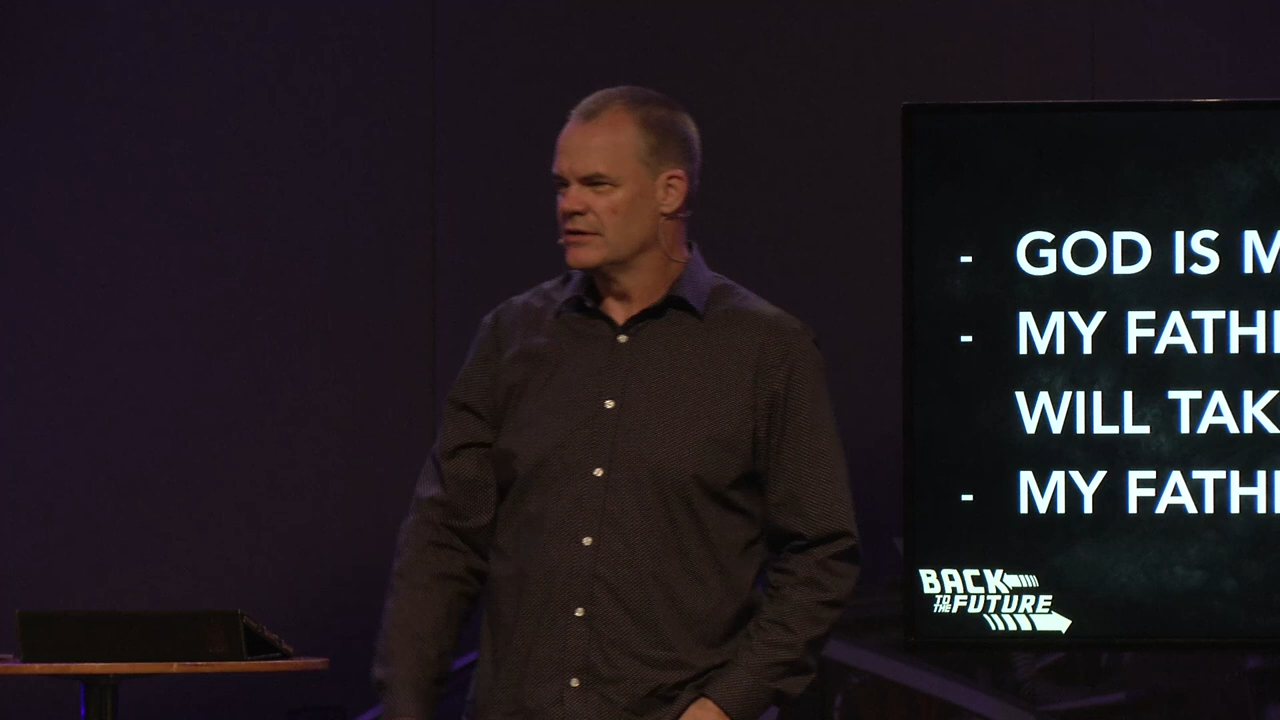 - GOD IS M
- MY FATH
WILL TAK
- MY FATH
BACK
TO THE FUTURE